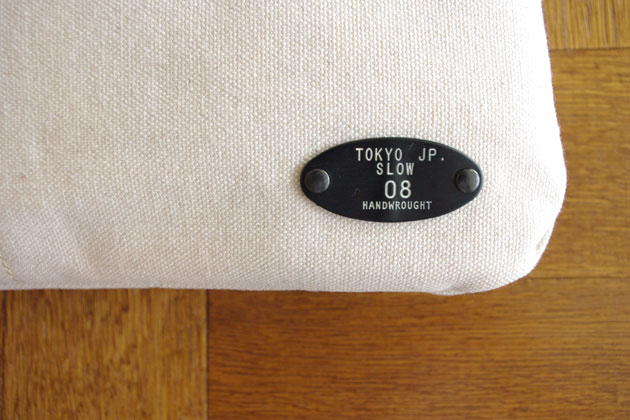 TOKYO JP.
SLOW
08
HANDWROUGHT